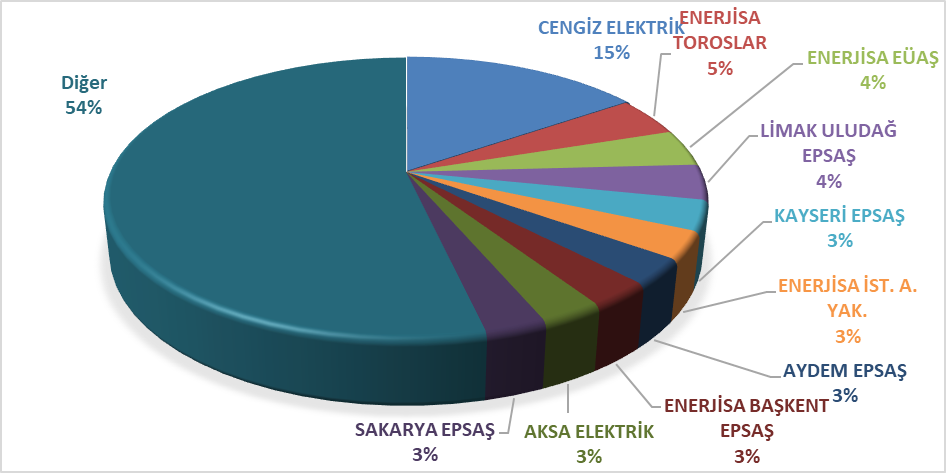 CENGİZ ELEKTRİK
15%
ENERJİSA
TOROSLAR
5%
ENERJİSA EÜAŞ
4%
LİMAK ULUDAĞ
EPSAŞ
4%
KAYSERİ EPSAŞ
3%
ENERJİSA İST. A.
YAK.
3%
AYDEM EPSAŞ
3%
ENERJİSA BAŞKENT
EPSAŞ
3%
AKSA ELEKTRİK
3%
SAKARYA EPSAŞ
3%
Diğer
54%